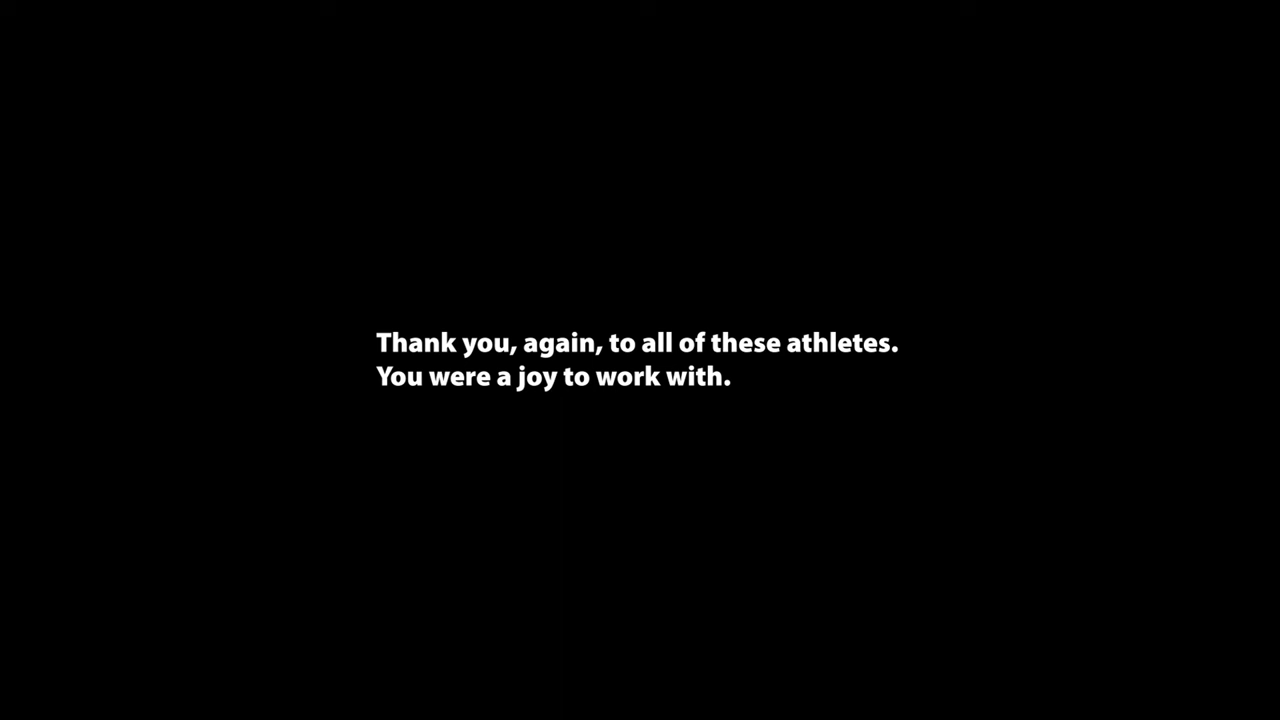 Thank you, again, to all of these athletes.
You were a joy to work with.